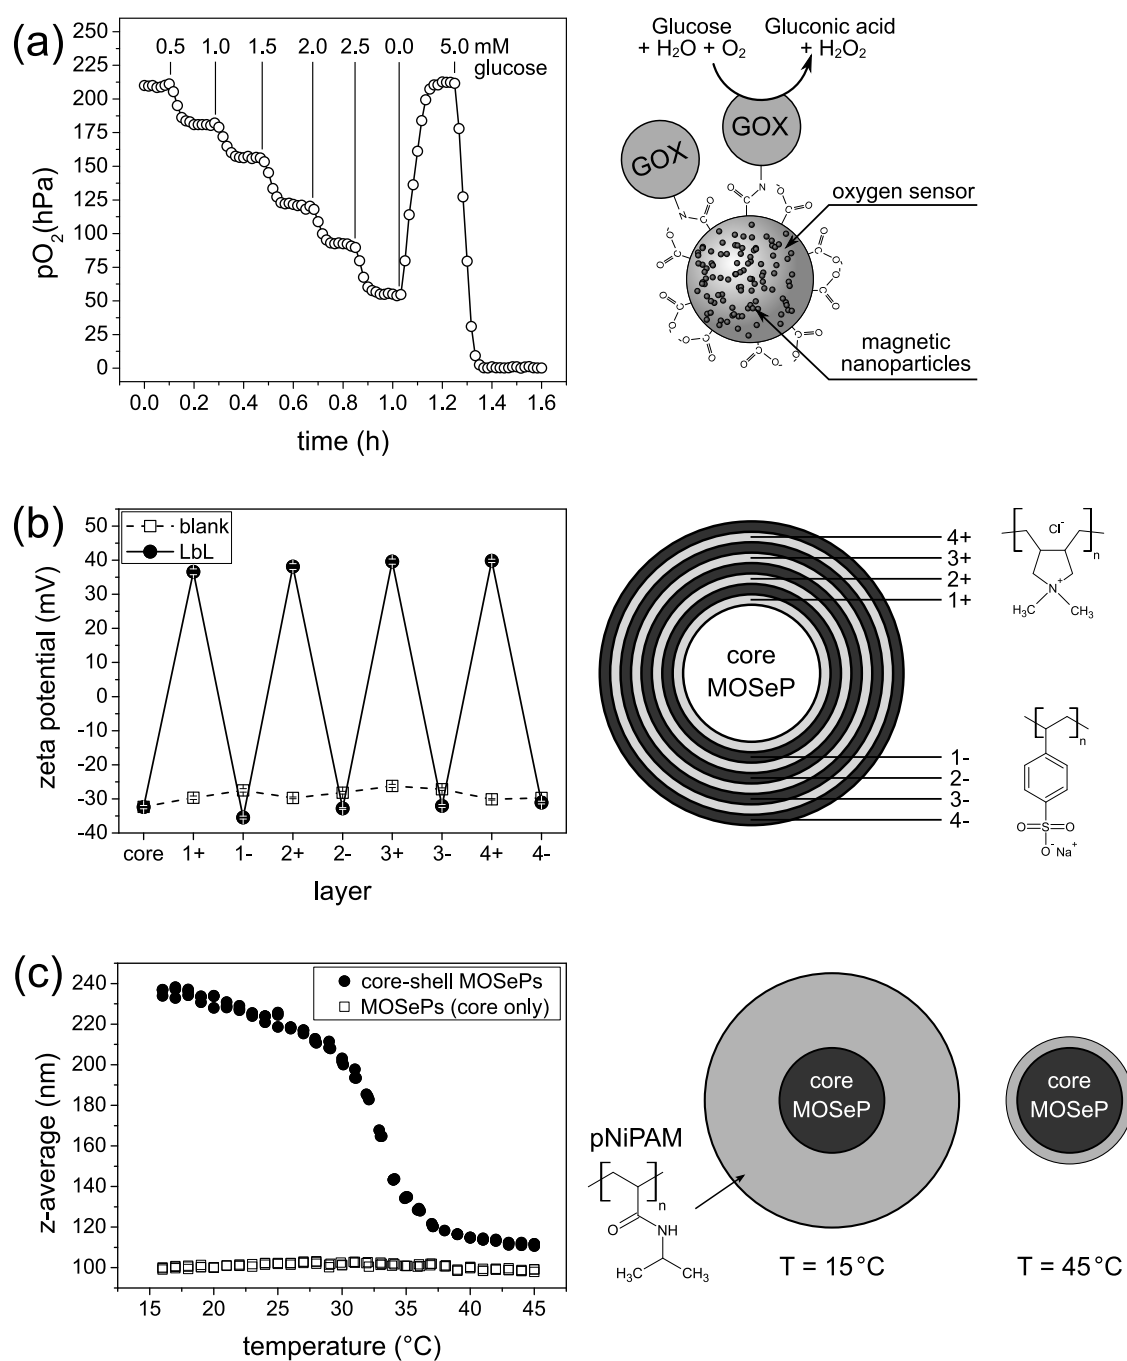 (a)
0.5 1.0 1.5 2.0 2.5 0.0 5.0 mM
glucose
225
200
175
150
125
100
75
50
25
0
pO₂(hPa)
0.0 0.2 0.4 0.6 0.8 1.0 1.2 1.4 1.6
time (h)
Glucose
+ H₂O + O₂
Gluconic acid
+ H₂O₂
GOX
GOX
oxygen sensor
magnetic
nanoparticles
(b)
blank
LbL
50
40
30
20
10
0
-10
-20
-30
-40
zeta potential (mV)
core 1+ 1- 2+ 2- 3+ 3- 4+ 4-
layer
4+
3+
2+
1+
core
MOSeP
1-
2-
3-
4-
Cl⁻
n
N⁺
H₃C CH₃
n
O S O
O⁻ Na⁺
(c)
core-shell MOSePs
MOSePs (core only)
240
220
200
180
160
140
120
100
z-average (nm)
15 20 25 30 35 40 45
temperature (°C)
pNiPAM
n
O NH
H₃C CH₃
core
MOSeP
T = 15°C
core
MOSeP
T = 45°C